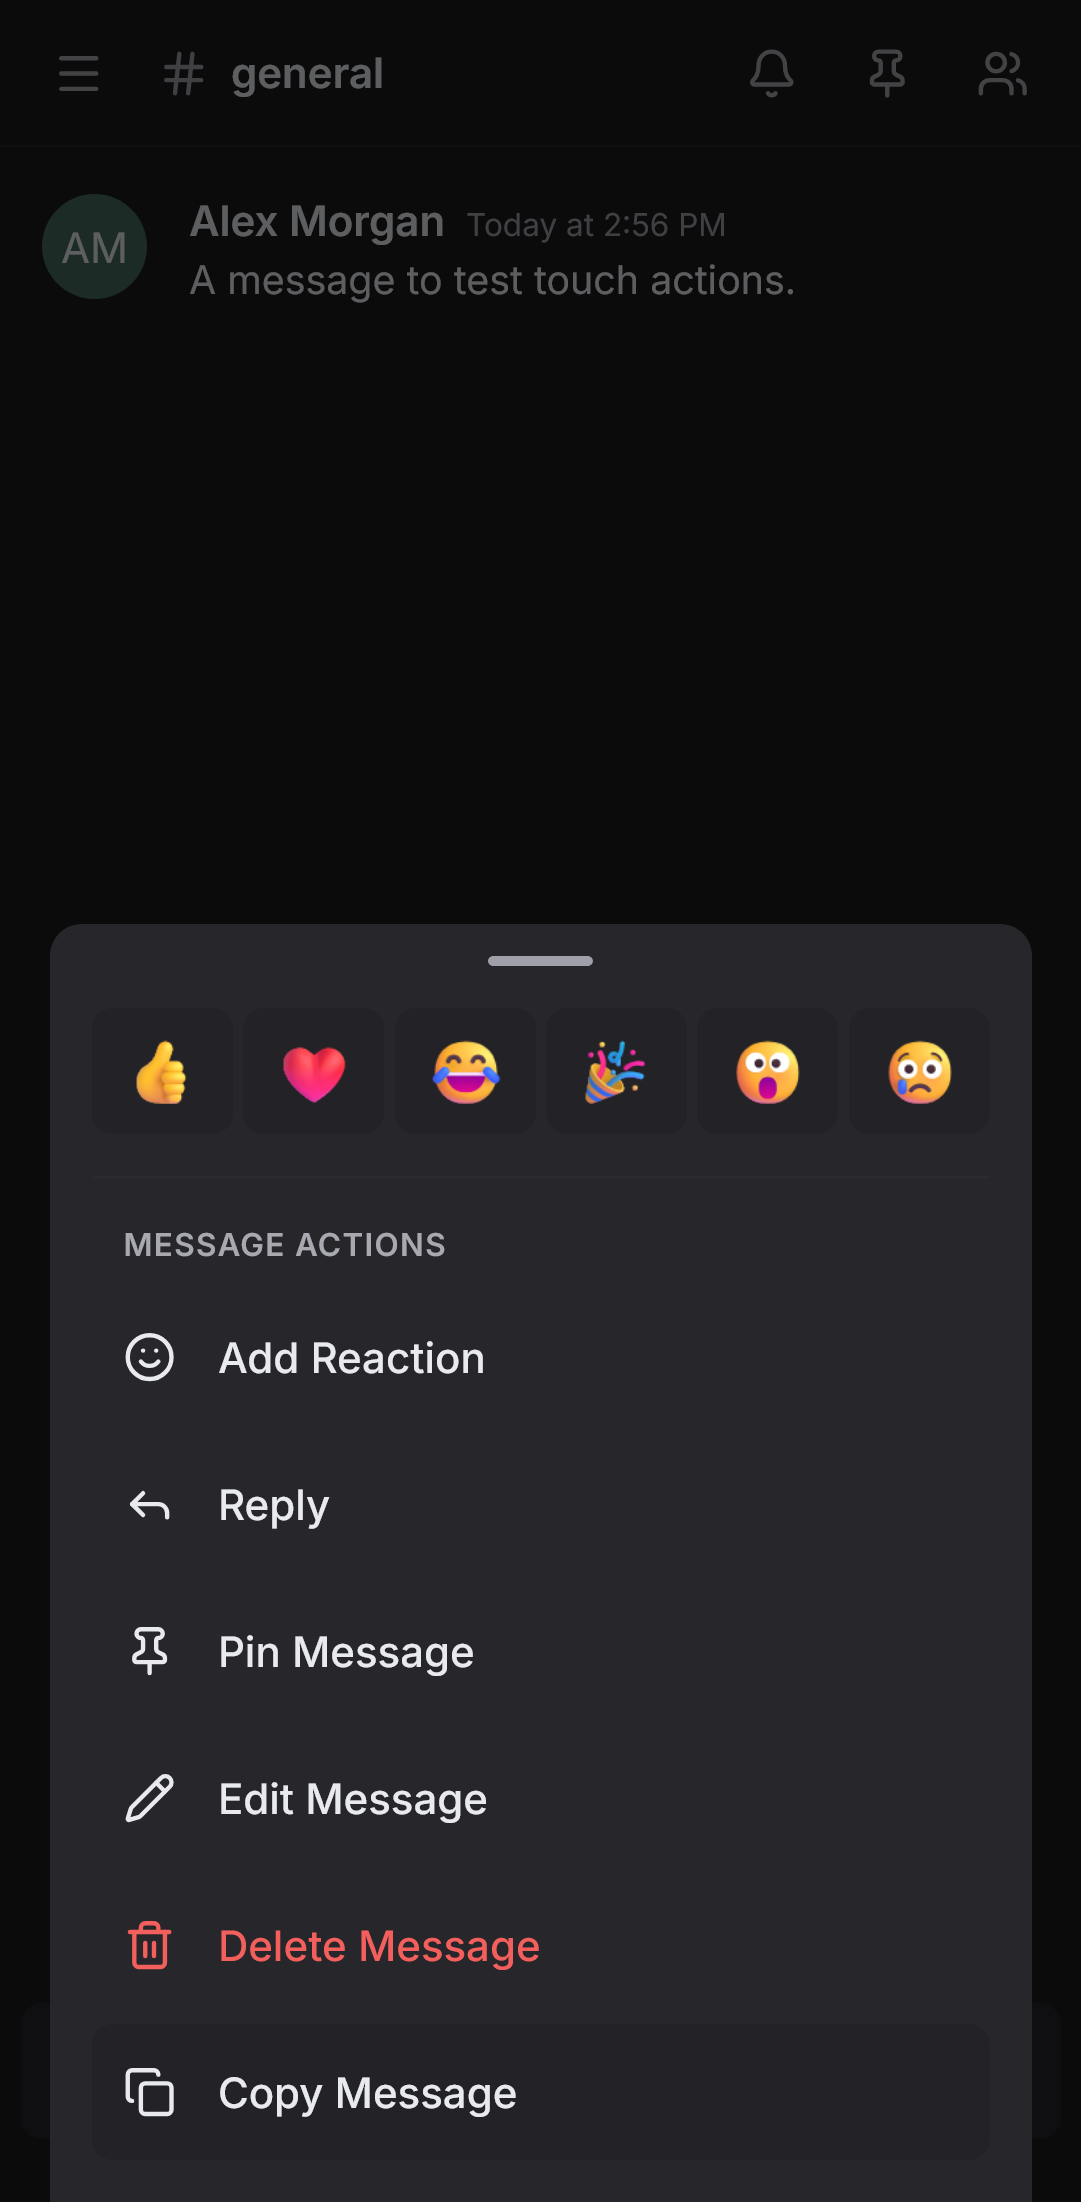 # general
AM
Alex Morgan Today at 2:56 PM
A message to test touch actions.
MESSAGE ACTIONS
Add Reaction
Reply
Pin Message
Edit Message
Delete Message
Copy Message